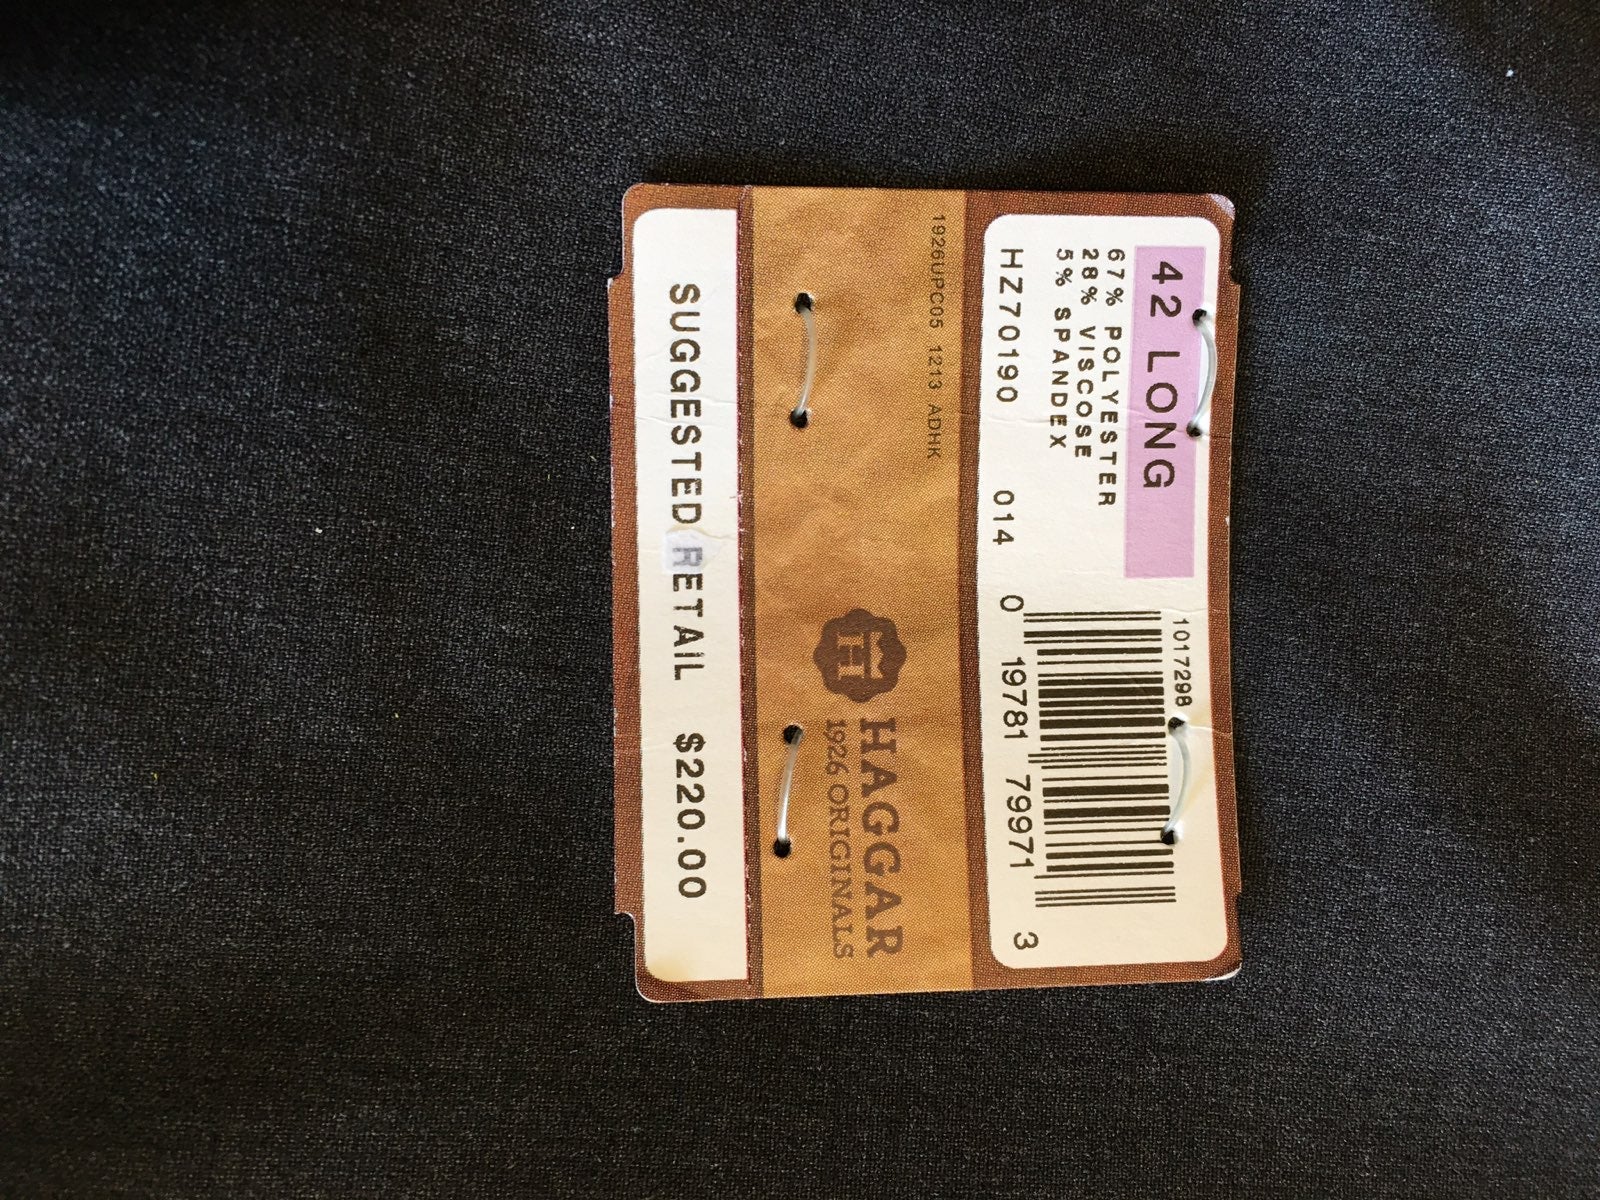 42 LONG
67% POLYESTER
28% VISCOSE
5% SPANDEX
HZ70190 014
1017298
0 19781 79971 3
1926UPC05 1213 ADHK
H
HAGGAR
1926 ORIGINALS
SUGGESTED RETAIL $220.00